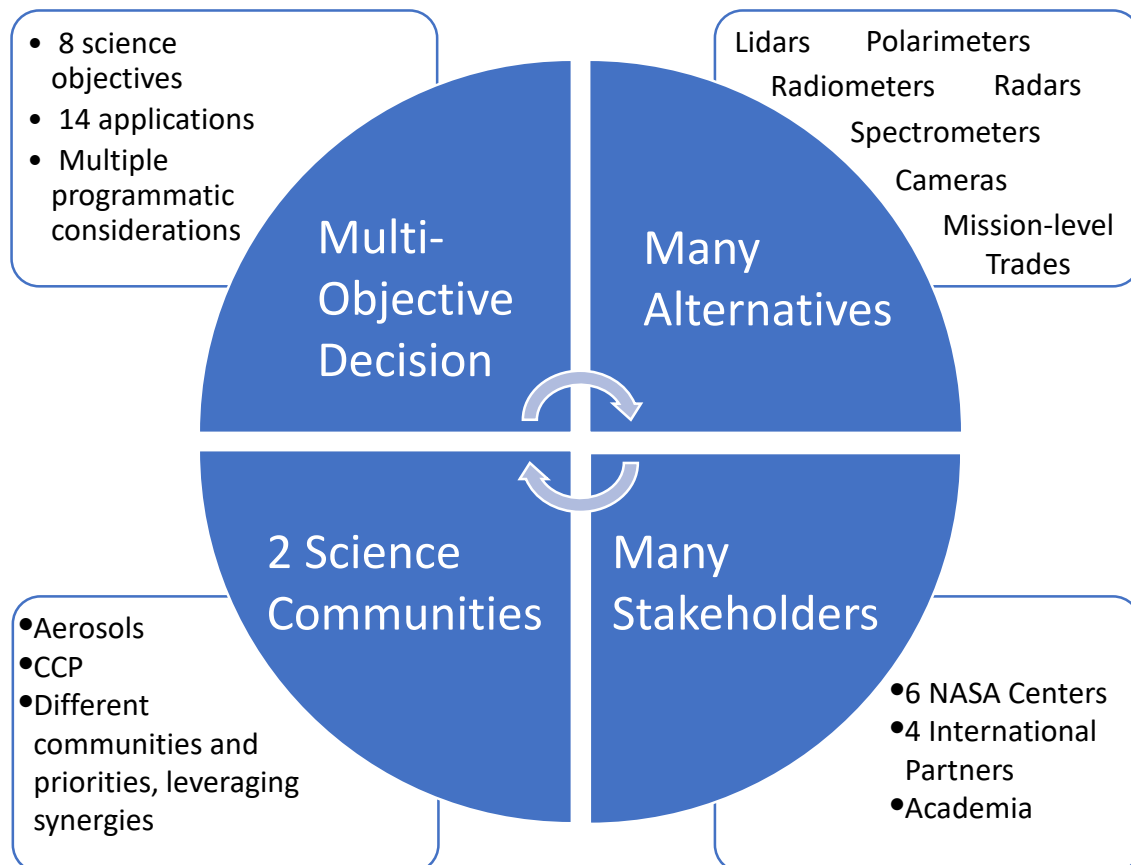 • 8 science
objectives
• 14 applications
• Multiple
programmatic
considerations
Multi-
Objective
Decision
Lidars Polarimeters
Radiometers Radars
Spectrometers
Cameras
Mission-level
Trades
Many
Alternatives
2 Science
Communities
•Aerosols
•CCP
•Different
communities and
priorities, leveraging
synergies
Many
Stakeholders
•6 NASA Centers
•4 International
Partners
•Academia